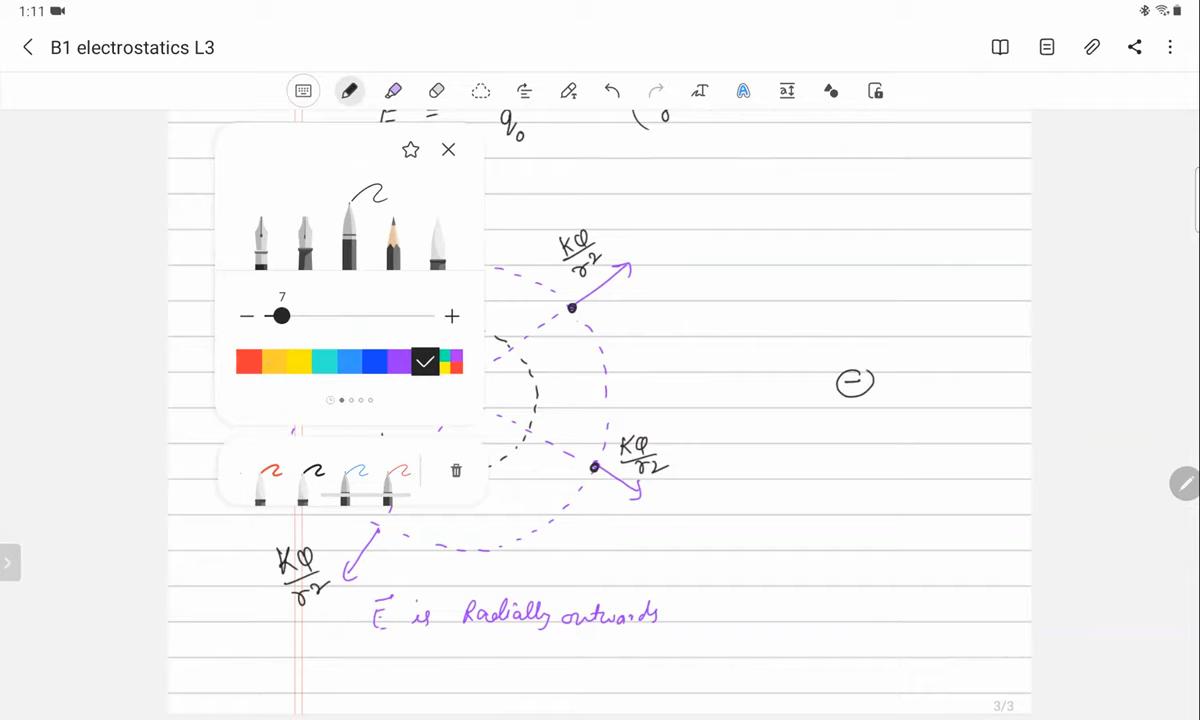 1:11
B1 electrostatics L3
E = q₀
7
KQ
r²
⊖
KQ
r²
KQ
r²
E⃗ is Radially outwards
3/3